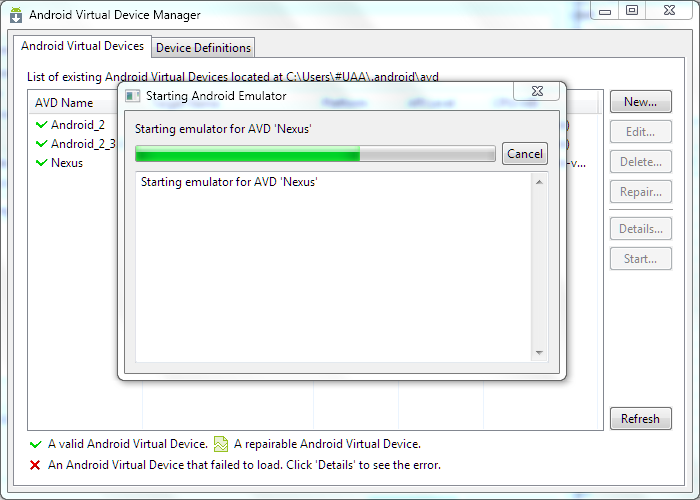 Android Virtual Device Manager
Android Virtual Devices
Device Definitions
List of existing Android Virtual Devices located at C:\Users\#UAA\.android\avd
AVD Name
Android_2
Android_2_3
Nexus
Starting Android Emulator
Starting emulator for AVD 'Nexus'
Cancel
Starting emulator for AVD 'Nexus'
New...
Edit...
Delete...
Repair...
Details...
Start...
Refresh
A valid Android Virtual Device.
A repairable Android Virtual Device.
An Android Virtual Device that failed to load. Click 'Details' to see the error.